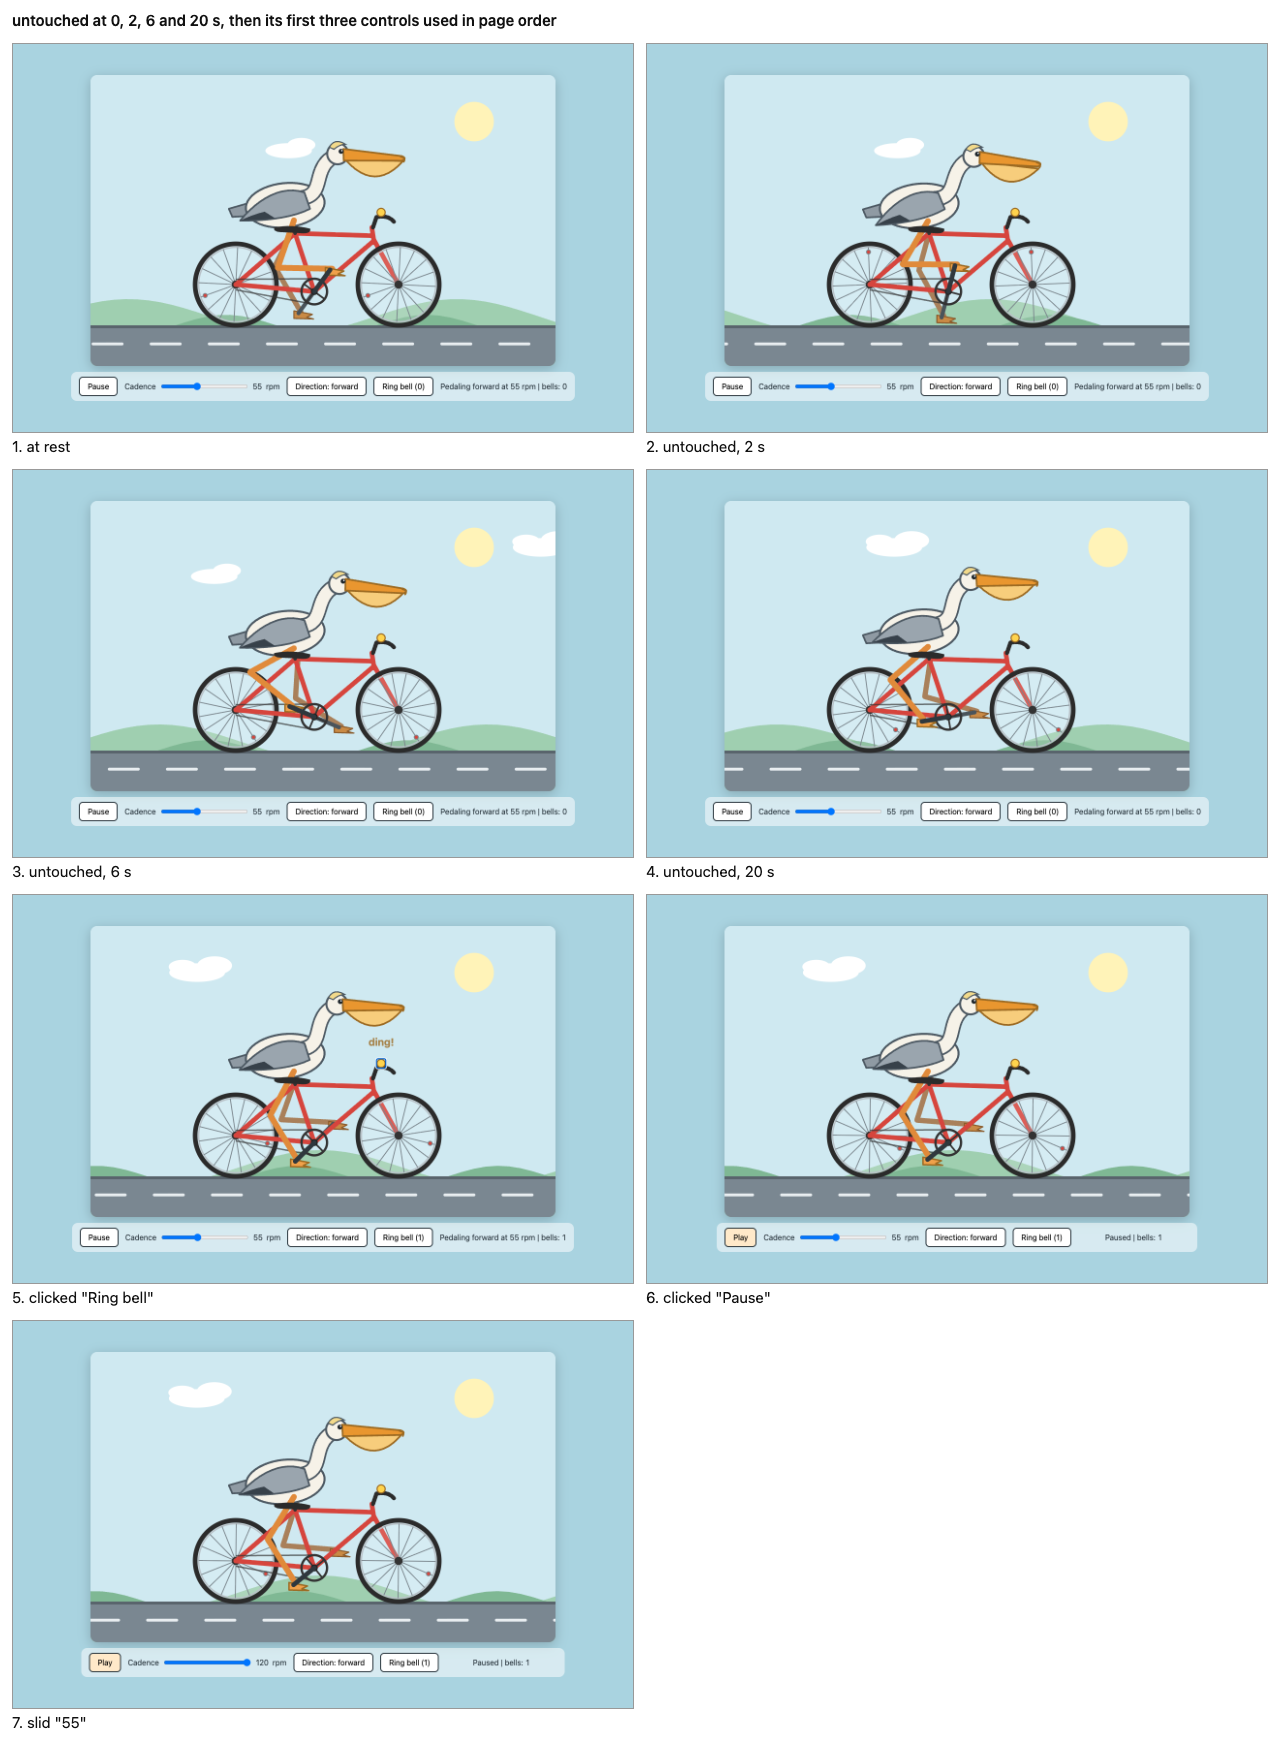 untouched at 0, 2, 6 and 20 s, then its first three controls used in page order
Pause Cadence 55 rpm Direction: forward Ring bell (0) Pedaling forward at 55 rpm | bells: 0
1. at rest
Pause Cadence 55 rpm Direction: forward Ring bell (0) Pedaling forward at 55 rpm | bells: 0
2. untouched, 2 s
Pause Cadence 55 rpm Direction: forward Ring bell (0) Pedaling forward at 55 rpm | bells: 0
3. untouched, 6 s
Pause Cadence 55 rpm Direction: forward Ring bell (0) Pedaling forward at 55 rpm | bells: 0
4. untouched, 20 s
ding!
Pause Cadence 55 rpm Direction: forward Ring bell (1) Pedaling forward at 55 rpm | bells: 1
5. clicked "Ring bell"
Play Cadence 55 rpm Direction: forward Ring bell (1) Paused | bells: 1
6. clicked "Pause"
Play Cadence 120 rpm Direction: forward Ring bell (1) Paused | bells: 1
7. slid "55"